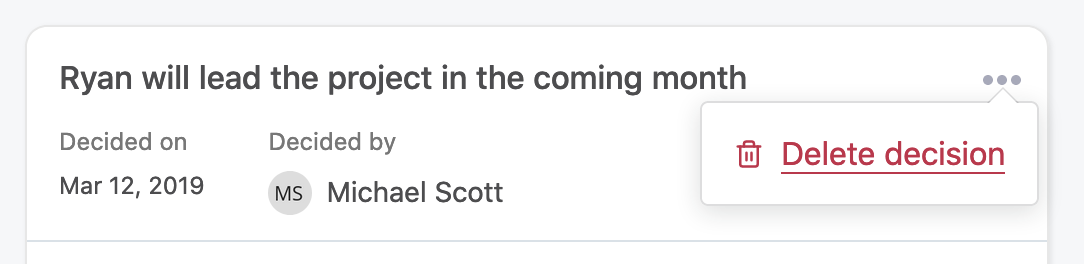 Ryan will lead the project in the coming month
Decided on
Decided by
Delete decision
Mar 12, 2019
MS
Michael Scott